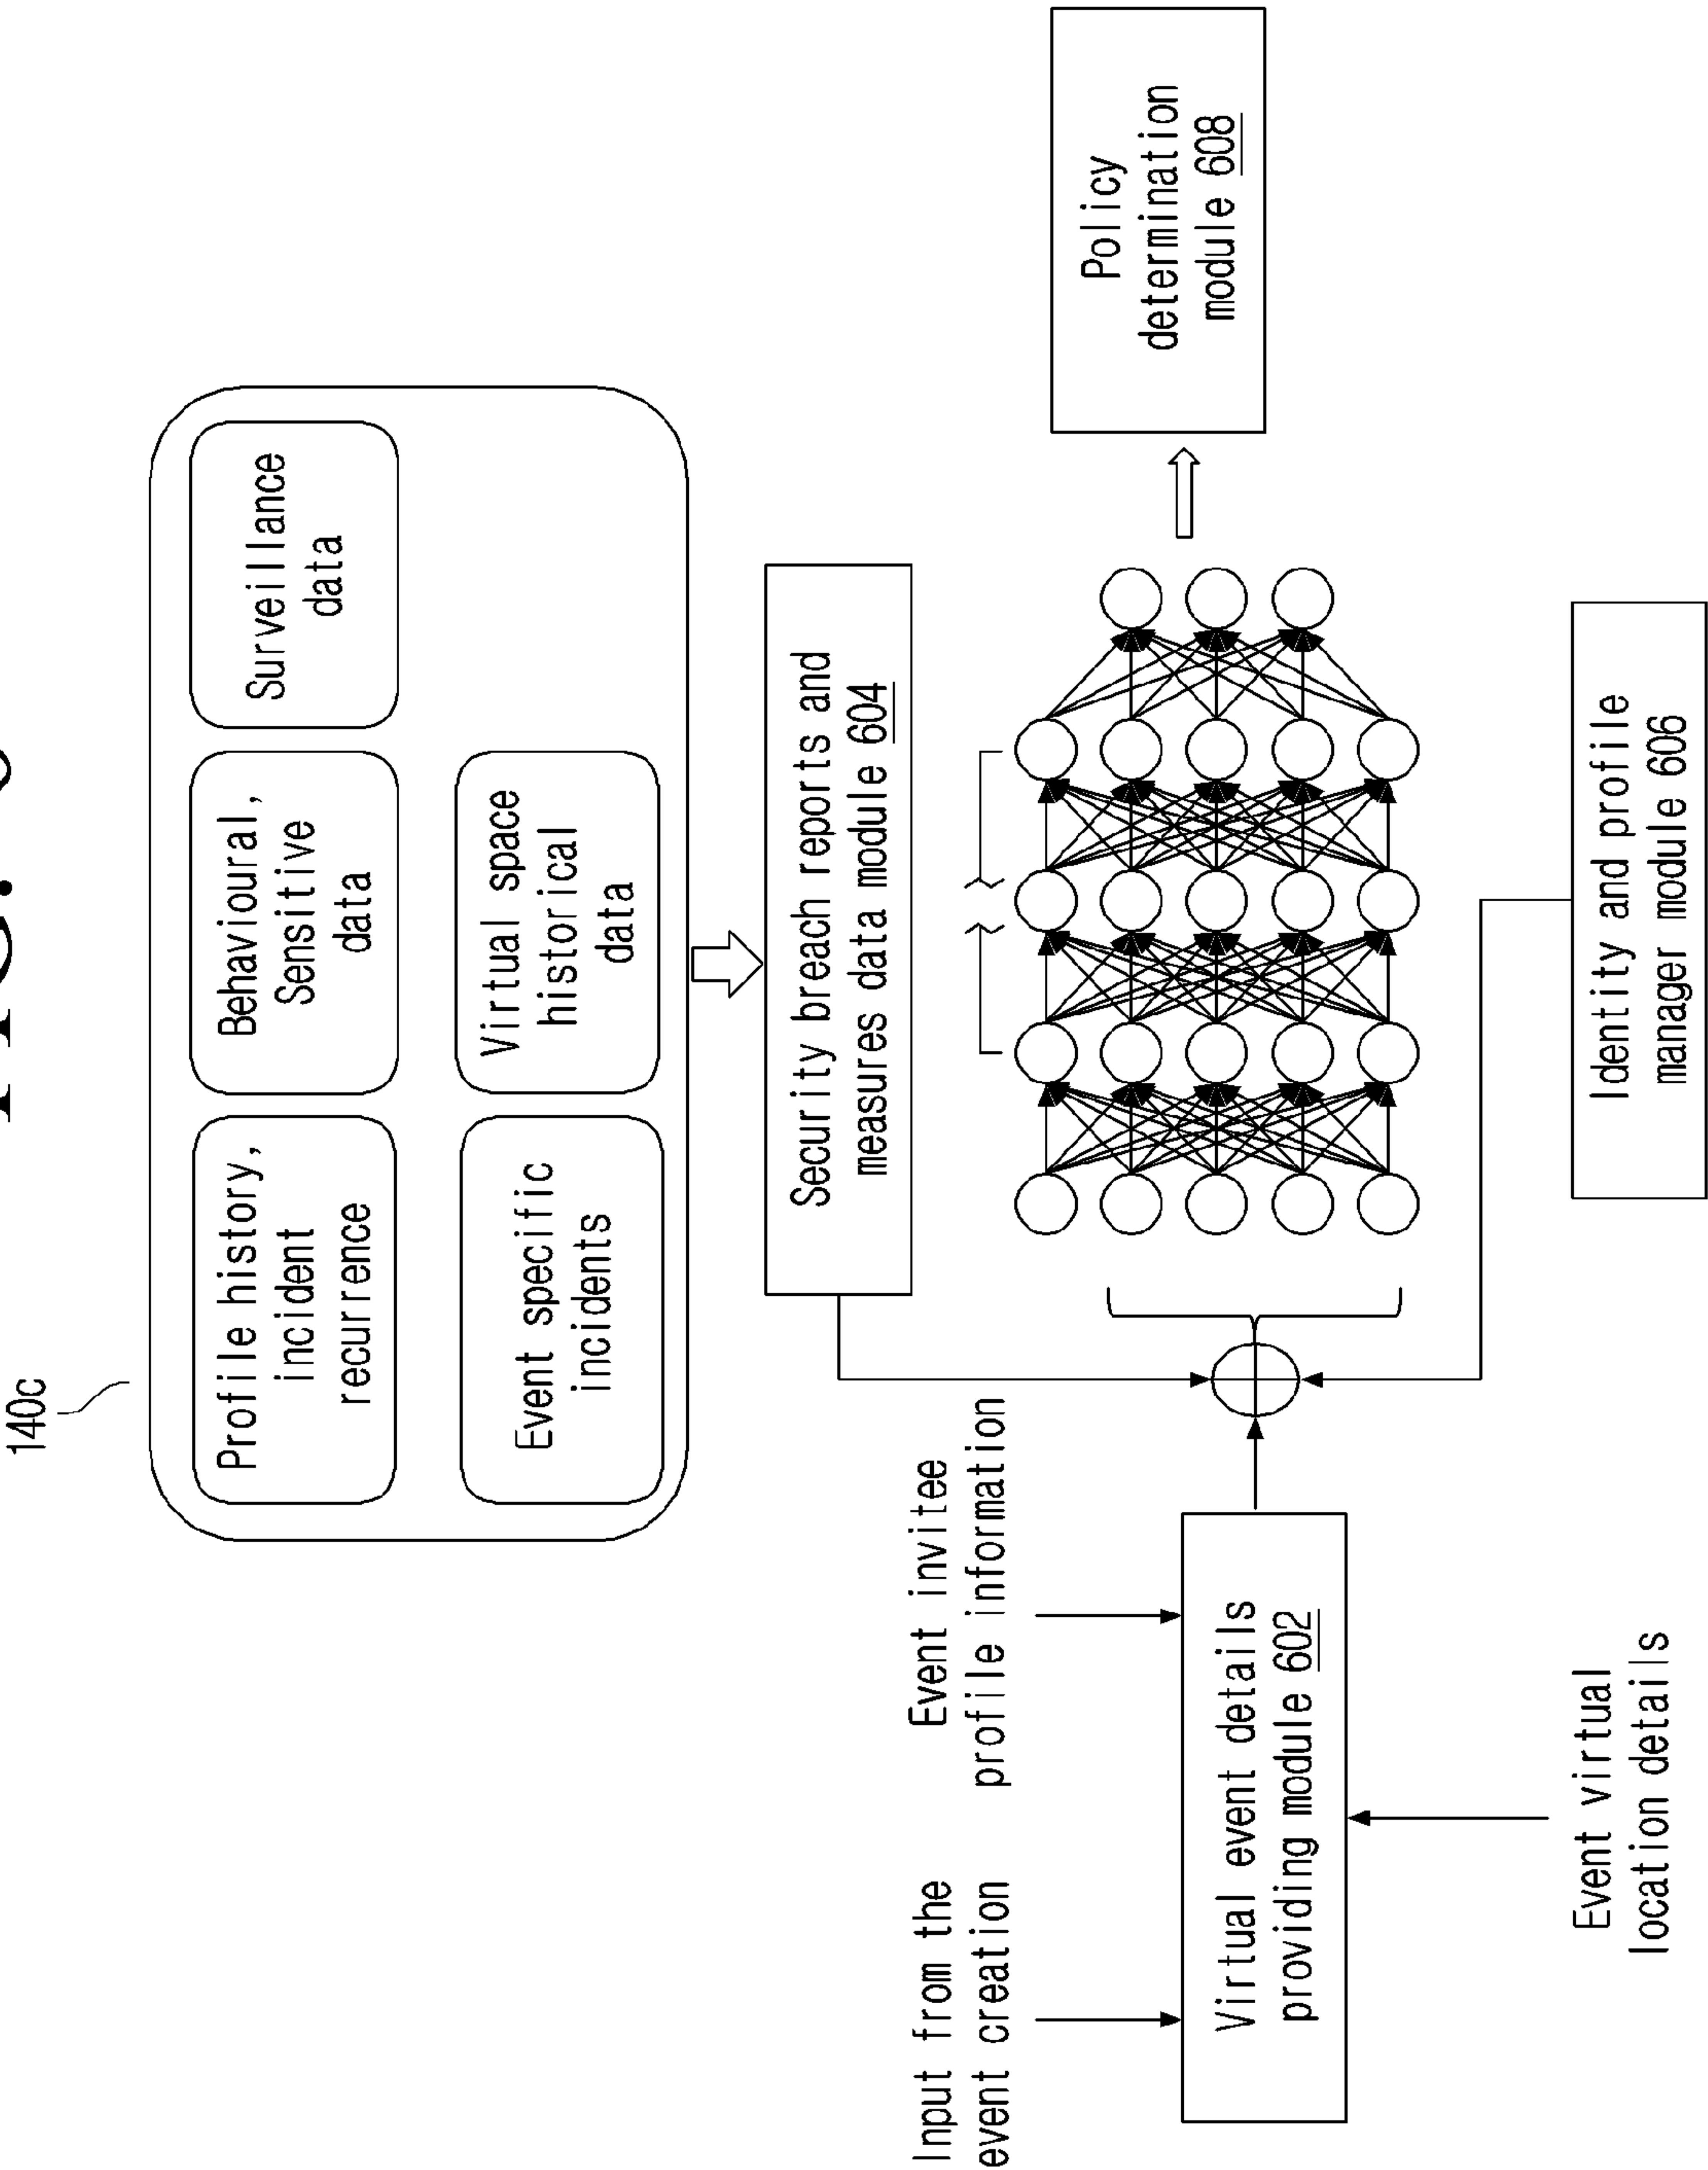 140c
Profile history,
incident
recurrence
Behavioural,
Sensitive
data
Surveillance
data
Event specific
incidents
Virtual space
historical
data
Security breach reports and
measures data module 604
Input from the
event creation
Event invitee
profile information
Virtual event details
providing module 602
Event virtual
location details
Policy
determination
module 608
Identity and profile
manager module 606